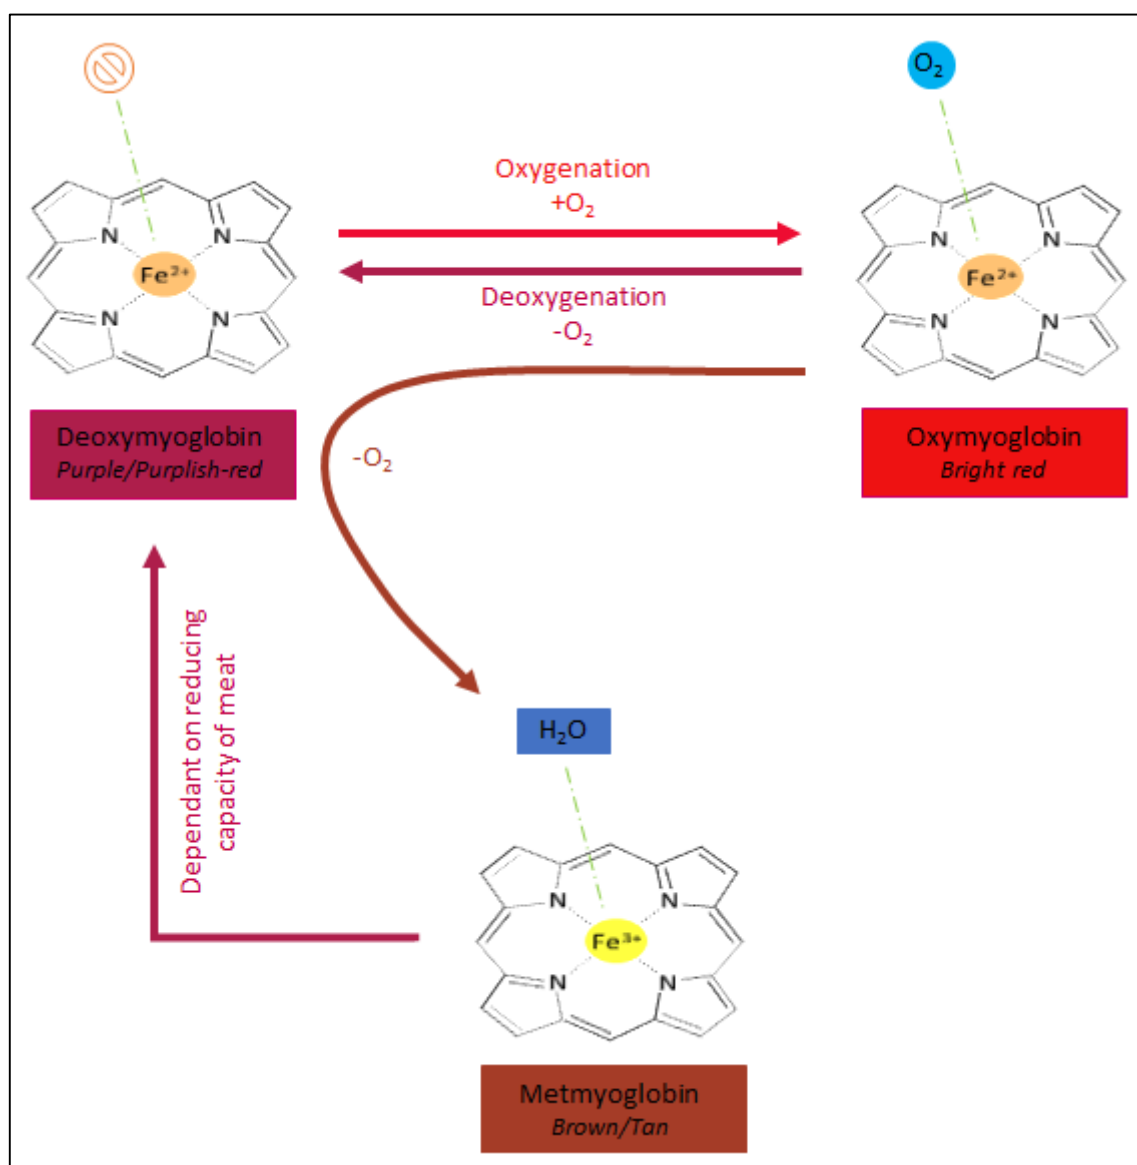 O₂
Oxygenation
+O₂
N
N
Fe²⁺
N
N
N
N
Fe²⁺
N
N
Deoxygenation
-O₂
Deoxymyoglobin
Purple/Purplish-red
Oxymyoglobin
Bright red
-O₂
Dependant on reducing
capacity of meat
H₂O
N
N
Fe³⁺
N
N
Metmyoglobin
Brown/Tan